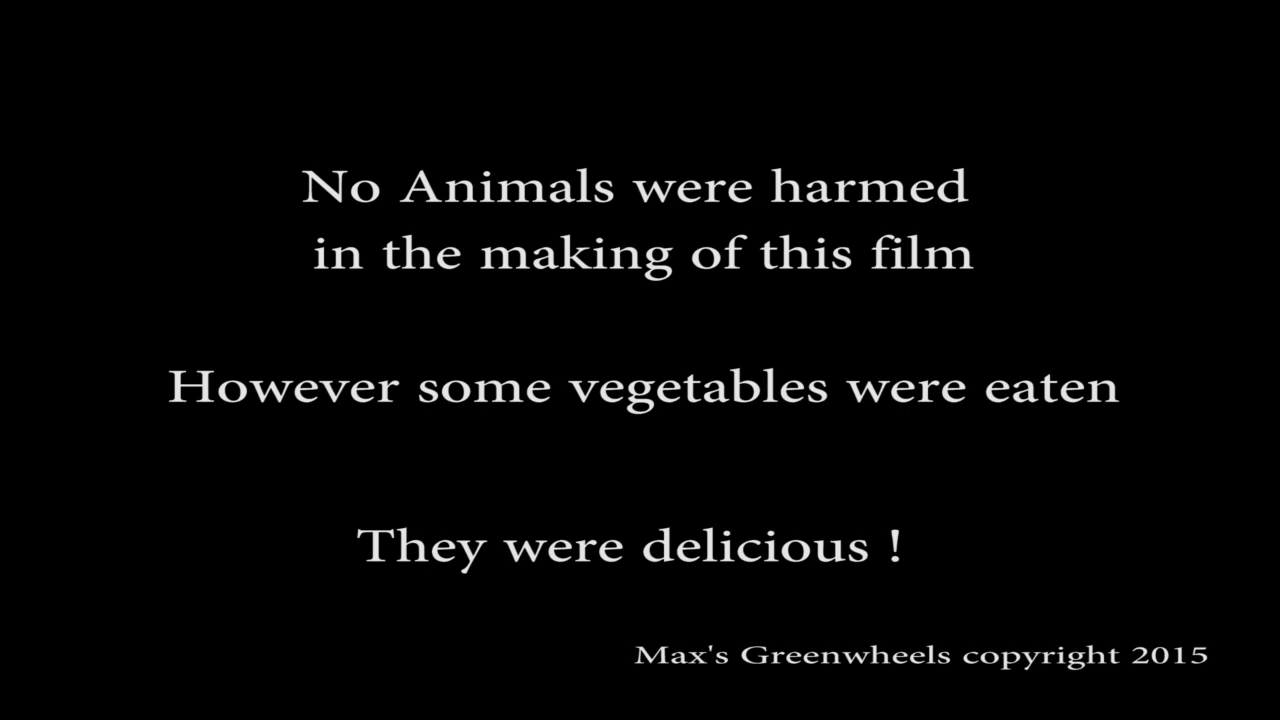 No Animals were harmed
in the making of this film
However some vegetables were eaten
They were delicious !
Max's Greenwheels copyright 2015